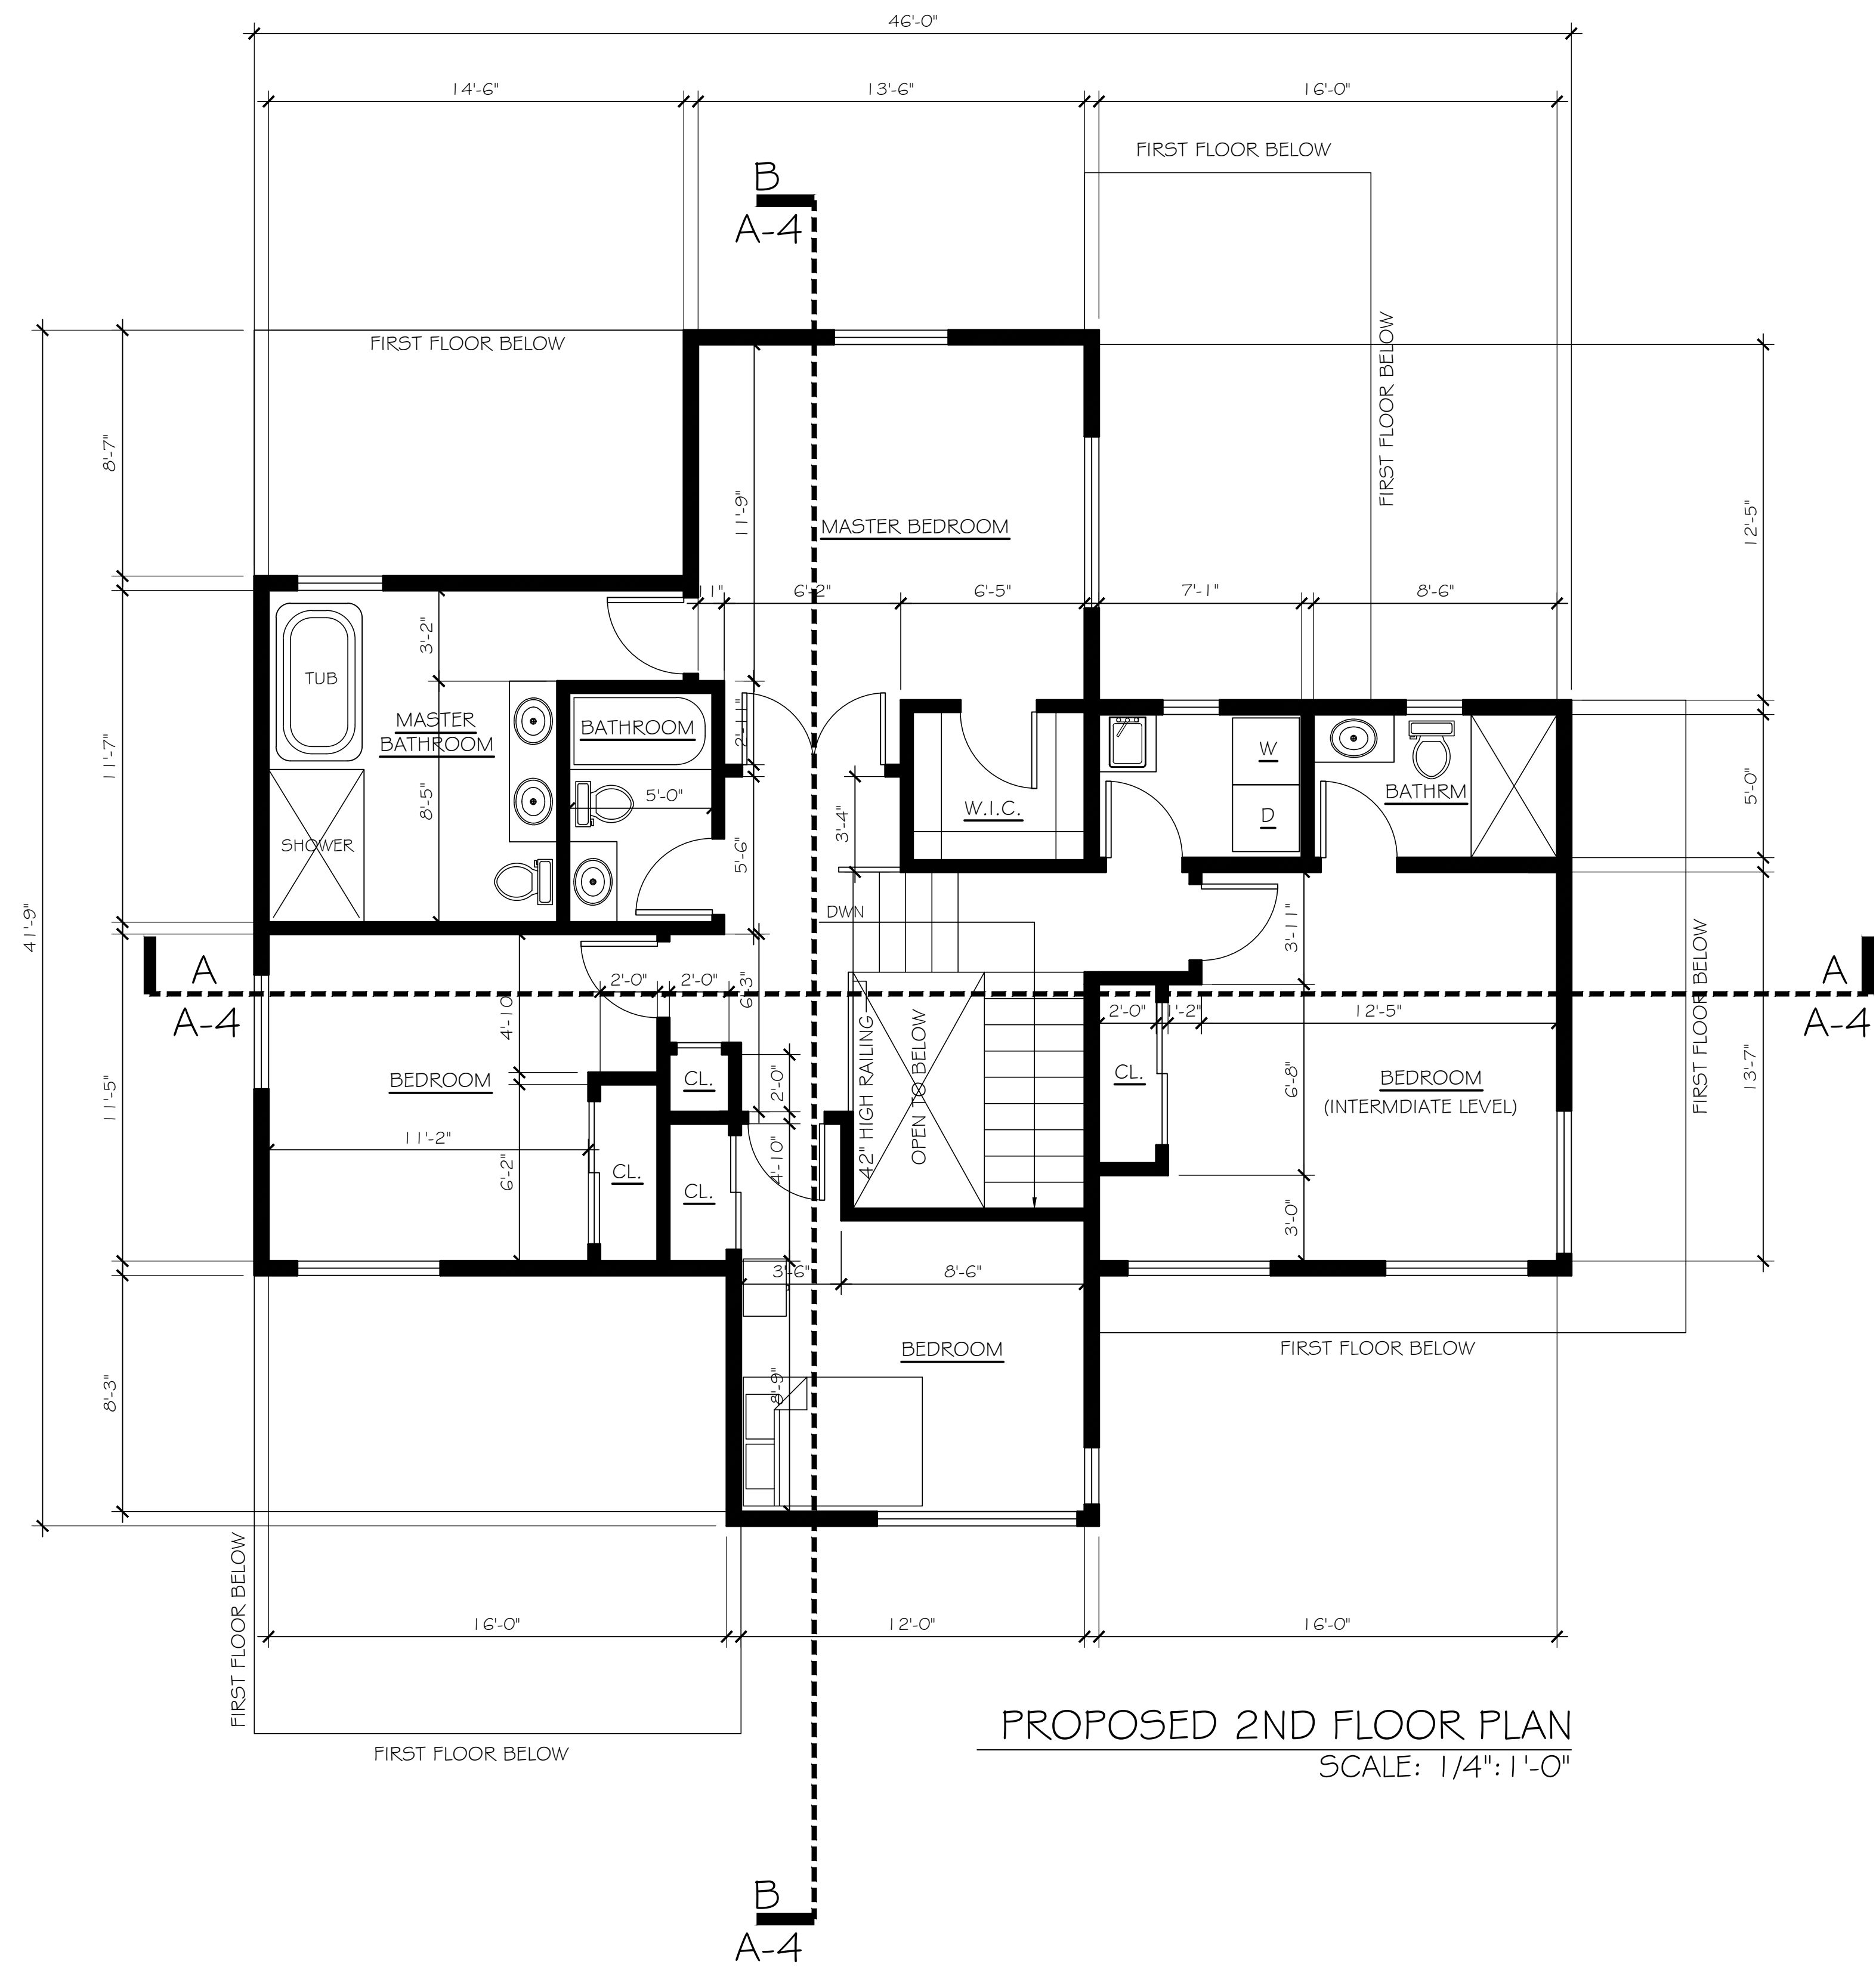 46'-0"
14'-6"
13'-6"
16'-0"
FIRST FLOOR BELOW
B
A-4
FIRST FLOOR BELOW
FIRST FLOOR BELOW
8'-7"
11'-9"
MASTER BEDROOM
12'-5"
11"
6'-2"
6'-5"
7'-1"
8'-6"
3'-2"
TUB
MASTER
BATHROOM
BATHROOM
2'-11"
W
11'-7"
8'-5"
5'-0"
W.I.C.
D
BATHRM
5'-0"
SHOWER
3'-4"
5'-6"
DWN
41'-9"
3'-11"
A
A-4
2'-0"
2'-0"
6'-3"
A
A-4
4'-10"
2'-0"
1'-2"
12'-5"
FIRST FLOOR BELOW
BEDROOM
CL.
2'-0"
42" HIGH RAILING
OPEN TO BELOW
CL.
6'-8"
BEDROOM
(INTERMDIATE LEVEL)
13'-7"
11'-5"
11'-2"
6'-2"
CL.
CL.
4'-10"
3'-0"
3'-6"
8'-6"
BEDROOM
FIRST FLOOR BELOW
8'-3"
8'-9"
FIRST FLOOR BELOW
16'-0"
12'-0"
16'-0"
FIRST FLOOR BELOW
PROPOSED 2ND FLOOR PLAN
SCALE: 1/4":1'-0"
B
A-4